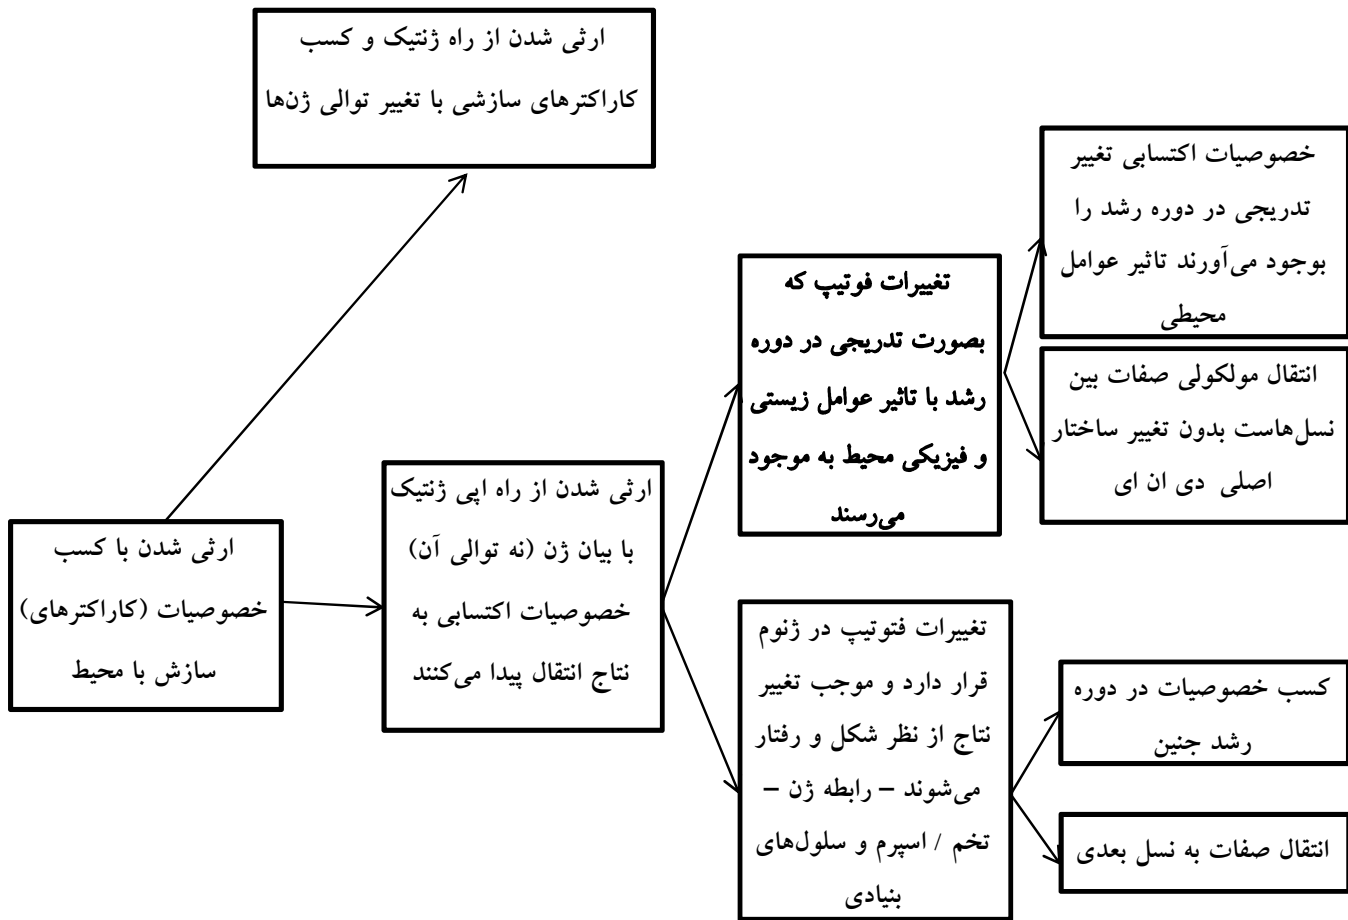 ارثی شدن از راه ژنتیک و کسب
کاراکترهای سازشی با تغییر توالی ژن‌ها
ارثی شدن با کسب
خصوصیات (کاراکترهای)
سازش با محیط
ارثی شدن از راه اپی ژنتیک
با بیان ژن (نه توالی آن)
خصوصیات اکتسابی به
نتاج انتقال پیدا می‌کنند
تغییرات فوتیپ که
بصورت تدریجی در دوره
رشد با تاثیر عوامل زیستی
و فیزیکی محیط به موجود
می‌رسند
خصوصیات اکتسابی تغییر
تدریجی در دوره رشد را
بوجود می‌آورند تاثیر عوامل
محیطی
انتقال مولکولی صفات بین
نسل‌هاست بدون تغییر ساختار
اصلی دی ان ای
تغییرات فتوتیپ در ژنوم
قرار دارد و موجب تغییر
نتاج از نظر شکل و رفتار
می‌شوند – رابطه ژن –
تخم / اسپرم و سلول‌های
بنیادی
کسب خصوصیات در دوره
رشد جنین
انتقال صفات به نسل بعدی